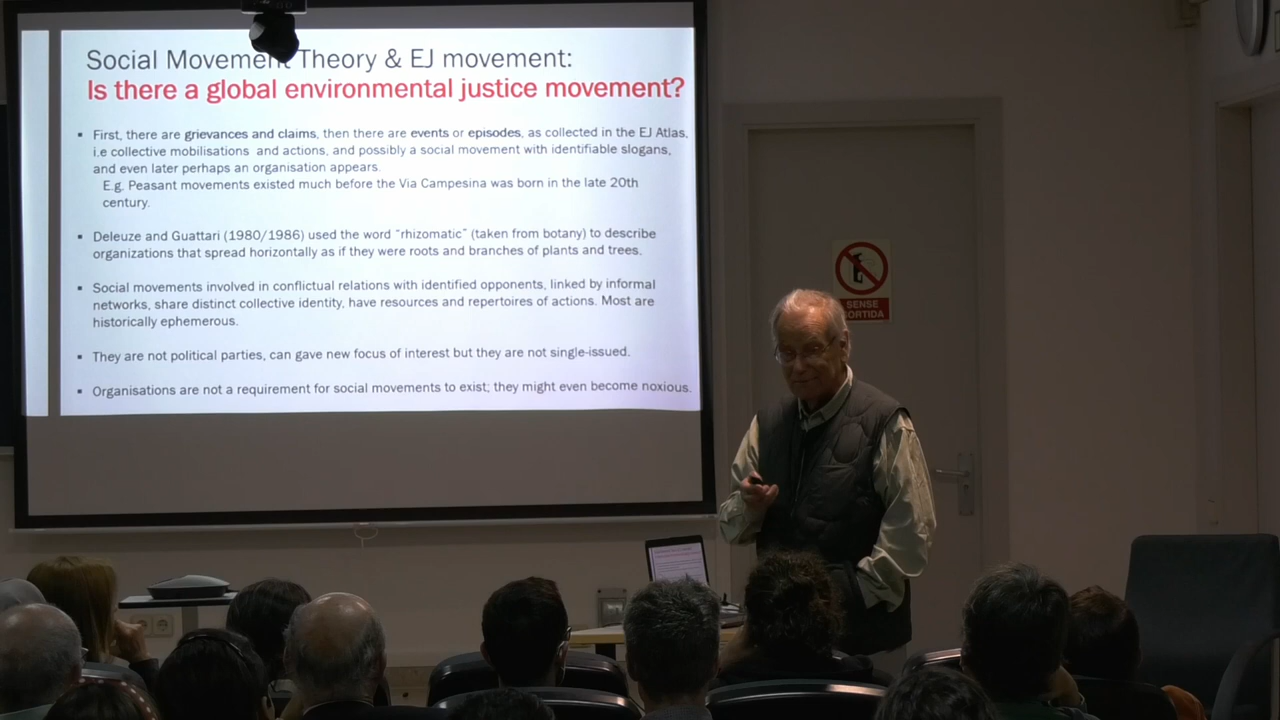 Social Movement Theory & EJ movement:
Is there a global environmental justice movement?
▪ First, there are grievances and claims, then there are events or episodes, as collected in the EJ Atlas,
i.e collective mobilisations and actions, and possibly a social movement with identifiable slogans,
and even later perhaps an organisation appears.
E.g. Peasant movements existed much before the Via Campesina was born in the late 20th
century.
▪ Deleuze and Guattari (1980/1986) used the word “rhizomatic” (taken from botany) to describe
organizations that spread horizontally as if they were roots and branches of plants and trees.
▪ Social movements involved in conflictual relations with identified opponents, linked by informal
networks, share distinct collective identity, have resources and repertoires of actions. Most are
historically ephemerous.
▪ They are not political parties, can gave new focus of interest but they are not single-issued.
▪ Organisations are not a requirement for social movements to exist; they might even become noxious.
SENSE
SORTIDA